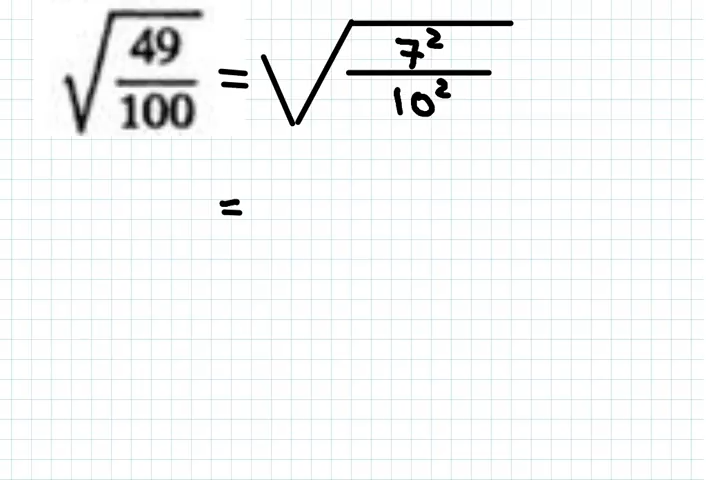 √(49/100) = √(7²/10²)
=